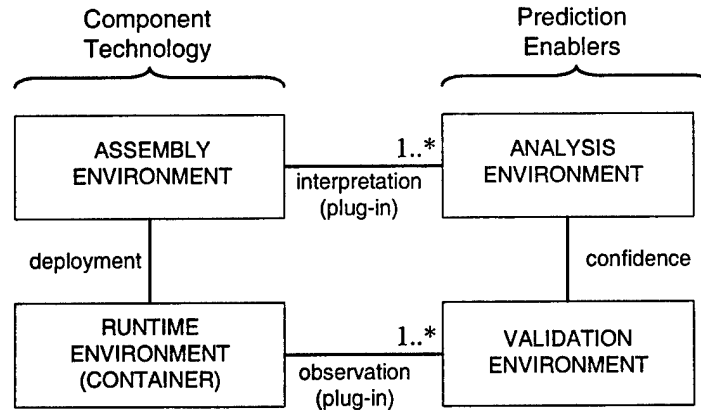 Component
Technology
Prediction
Enablers
ASSEMBLY
ENVIRONMENT
1..*
interpretation
(plug-in)
ANALYSIS
ENVIRONMENT
deployment
confidence
RUNTIME
ENVIRONMENT
(CONTAINER)
1..*
observation
(plug-in)
VALIDATION
ENVIRONMENT